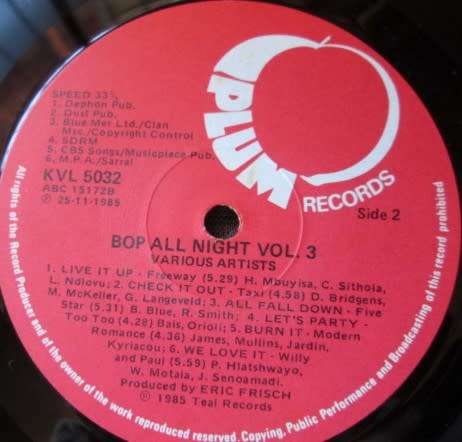 PLUM
RECORDS
Side 2
SPEED 33⅓
1. Dephon Pub.
2. Dust Pub.
3. Blue Mer Ltd./Clan
Msc./Copyright Control
4. SDRM
5. CBS Songs/Musicplace Pub.
6. M.P.A./Sarral
KVL 5032
ABC 15172B
℗ 25-11-1985
BOP ALL NIGHT VOL. 3
VARIOUS ARTISTS
1. LIVE IT UP - Freeway (5.29) H. Mbuyisa, C. Sithola,
L. Ndlovu; 2. CHECK IT OUT - Taxi (4.58) D. Bridgens,
M. McKeller, G. Langeveld; 3. ALL FALL DOWN - Five
Star (5.31) B. Blue, R. Smith; 4. LET'S PARTY -
Too Too (4.28) Bais, Orioli; 5. BURN IT - Modern
Romance (4.36) James, Mullins, Jardin,
Kyriacou; 6. WE LOVE IT - Willy
and Paul (5.59) P. Hlatshwayo,
W. Motala, J. Senoamadi.
Produced by ERIC FRISCH
℗ 1985 Teal Records
All rights of the Record Producer and of the owner of the work reproduced reserved. Copying, Public Performance and Broadcasting of this record prohibited